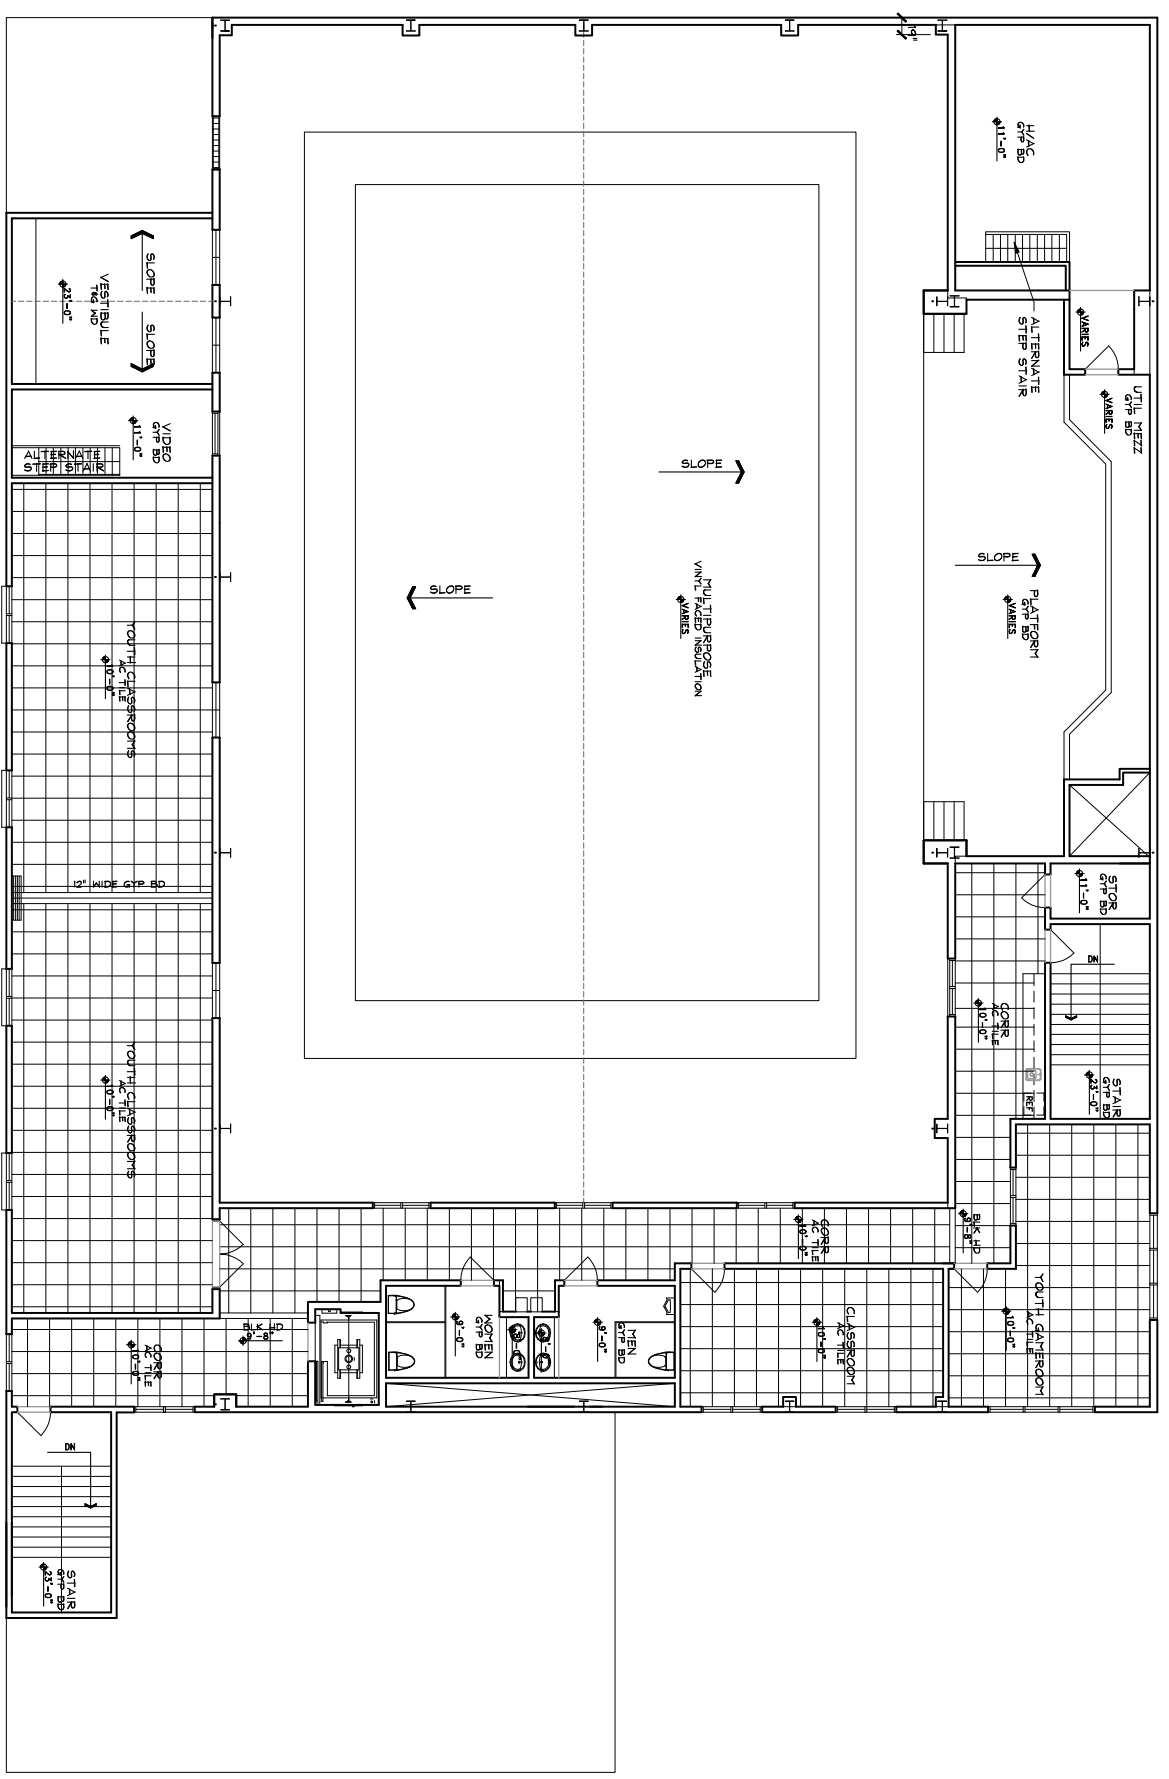 19"
H/AC
GYP BD
11'-0"
ALTERNATE
STEP STAIR
VARIES
UTIL MEZZ
GYP BD
VARIES
SLOPE
SLOPE
VESTIBULE
T&G WD
23'-0"
VIDEO
GYP BD
11'-0"
ALTERNATE
STEP STAIR
SLOPE
SLOPE
MULTIPURPOSE
VINYL FACED INSULATION
VARIES
SLOPE
PLATFORM
GYP BD
VARIES
YOUTH CLASSROOMS
AC TILE
10'-0"
12" WIDE GYP BD
YOUTH CLASSROOMS
AC TILE
10'-0"
STOR
GYP BD
11'-0"
DN
CORR
AC TILE
10'-0"
REF
STAIR
GYP BD
23'-0"
BLK HD
9'-8"
CORR
AC TILE
10'-0"
YOUTH GAMEROOM
AC TILE
10'-0"
CLASSROOM
AC TILE
10'-0"
MEN
GYP BD
9'-0"
WOMEN
GYP BD
9'-0"
BLK HD
9'-8"
CORR
AC TILE
10'-0"
DN
STAIR
GYP BD
23'-0"